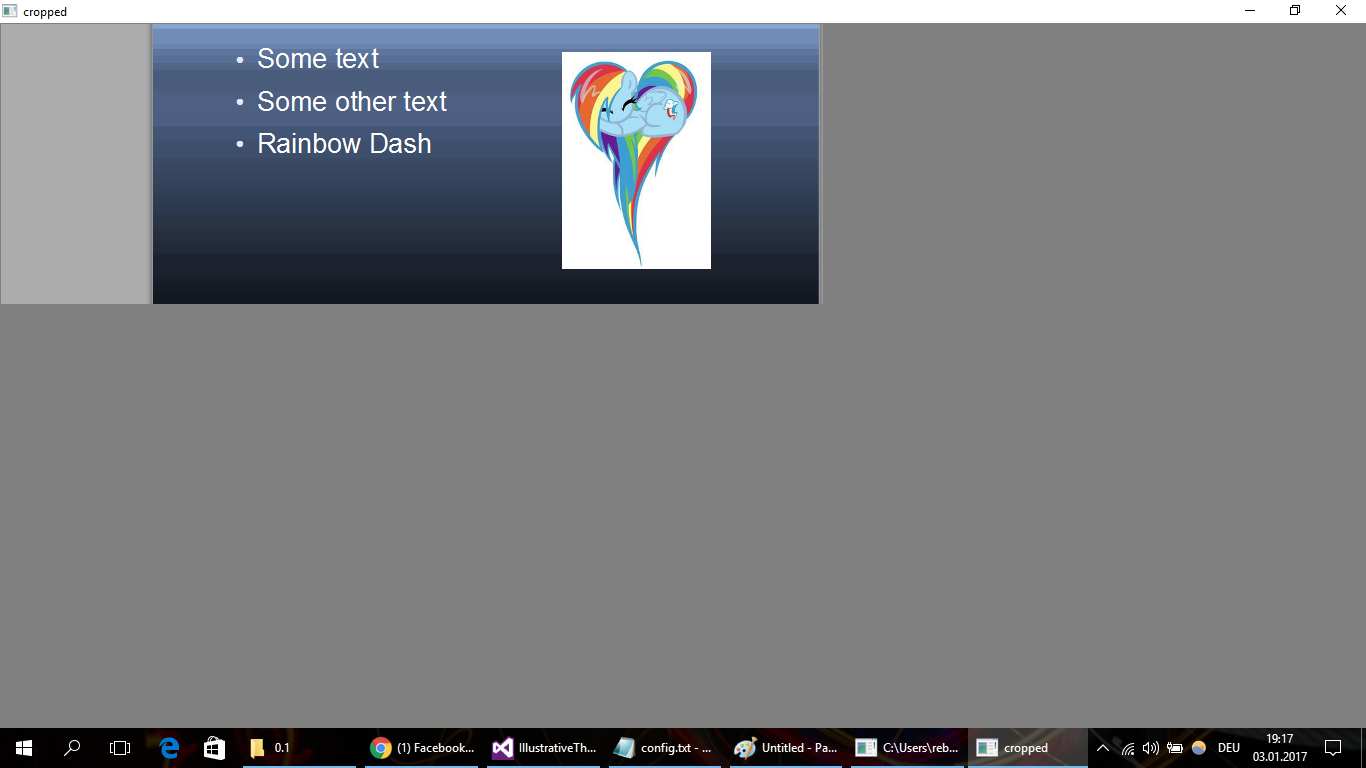 cropped
• Some text
• Some other text
• Rainbow Dash
0.1
(1) Facebook...
IllustrativeTh...
config.txt - ...
Untitled - Pa...
C:\Users\reb...
cropped
DEU
19:17
03.01.2017